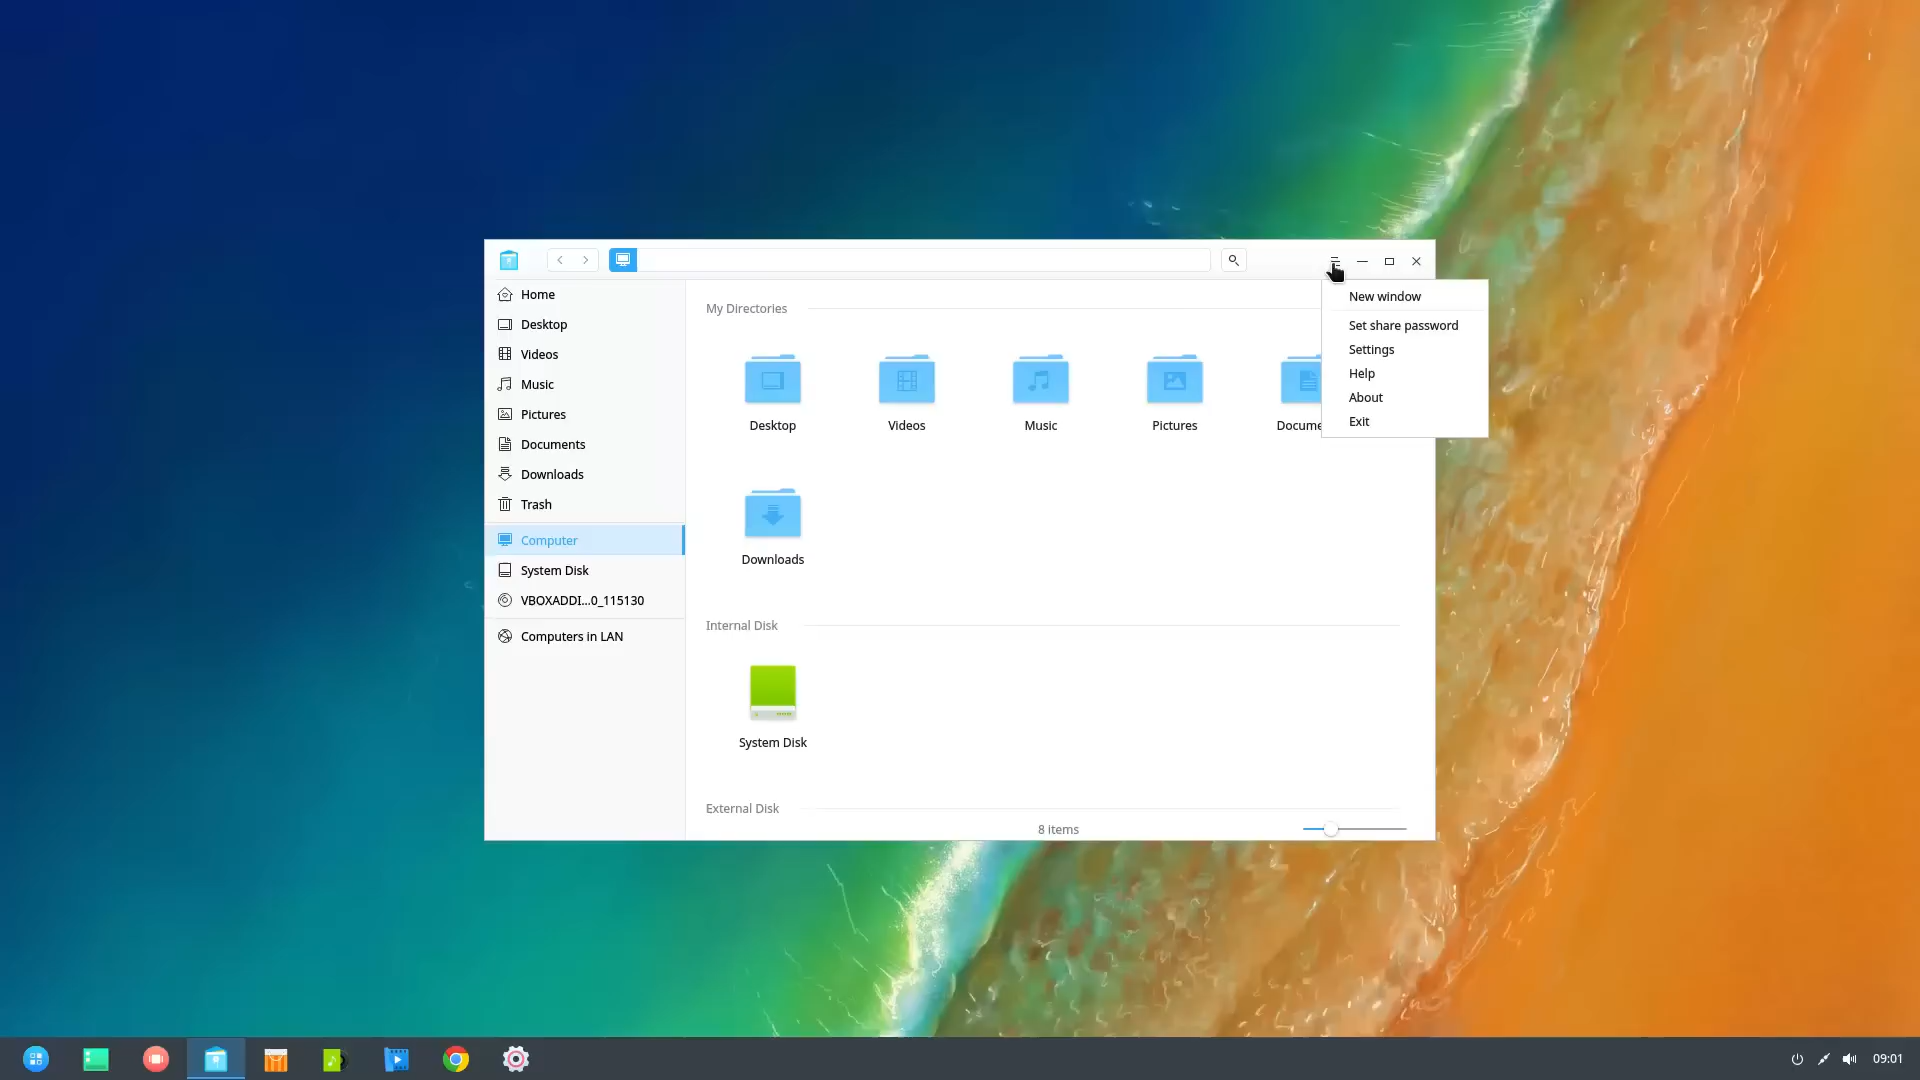 Home
Desktop
Videos
Music
Pictures
Documents
Downloads
Trash
Computer
System Disk
VBOXADDI...0_115130
Computers in LAN
My Directories
Desktop
Videos
Music
Pictures
Docume
Downloads
Internal Disk
System Disk
External Disk
8 items
New window
Set share password
Settings
Help
About
Exit
09:01